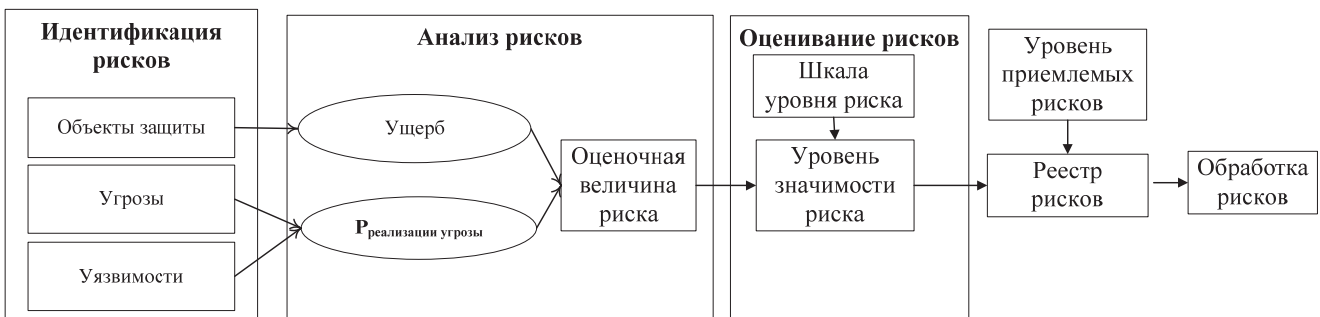 Идентификация
рисков
Объекты защиты
Угрозы
Уязвимости
Анализ рисков
Ущерб
Pреализации угрозы
Оценочная
величина
риска
Оценивание рисков
Шкала
уровня риска
Уровень
значимости
риска
Уровень
приемлемых
рисков
Реестр
рисков
Обработка
рисков